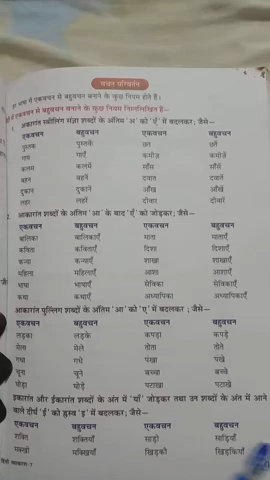 वचन परिवर्तन
भाषा में एकवचन से बहुवचन बनाने के कुछ नियम होते हैं।
में एकवचन से बहुवचन बनाने के कुछ नियम निम्नलिखित हैं—
1. अकारांत स्त्रीलिंग संज्ञा शब्दों के अंतिम 'अ' को 'एँ' में बदलकर; जैसे—
एकवचन बहुवचन एकवचन बहुवचन
पुस्तक पुस्तकें छत छतें
गाय गाएँ कमीज़ कमीज़ें
कलम कलमें साँस साँसें
बहन बहनें दवात दवातें
दुकान दुकानें आँख आँखें
लहर लहरें दीवार दीवारें
2. आकारांत शब्दों के अंतिम 'आ' के बाद 'एँ' को जोड़कर; जैसे—
एकवचन बहुवचन एकवचन बहुवचन
बालिका बालिकाएँ माता माताएँ
कविता कविताएँ दिशा दिशाएँ
कन्या कन्याएँ शाखा शाखाएँ
महिला महिलाएँ आशा आशाएँ
भाषा भाषाएँ सेविका सेविकाएँ
कथा कथाएँ अध्यापिका अध्यापिकाएँ
आकारांत पुल्लिंग शब्दों के अंतिम 'आ' को 'ए' में बदलकर ; जैसे—
एकवचन बहुवचन एकवचन बहुवचन
लड़का लड़के कपड़ा कपड़े
मेला मेले तोता तोते
गधा गधे पंखा पंखे
चूना चूने बच्चा बच्चे
घोड़ा घोड़े पटाखा पटाखे
इकारांत और ईकारांत शब्दों के अंत में 'याँ' जोड़कर तथा उन शब्दों के अंत में आने
वाले दीर्घ 'ई' को ह्रस्व 'इ' में बदलकर; जैसे—
एकवचन बहुवचन एकवचन बहुवचन
शक्ति शक्तियाँ साड़ी साड़ियाँ
मक्खी मक्खियाँ खिड़की खिड़कियाँ
हिंदी व्याकरण-7